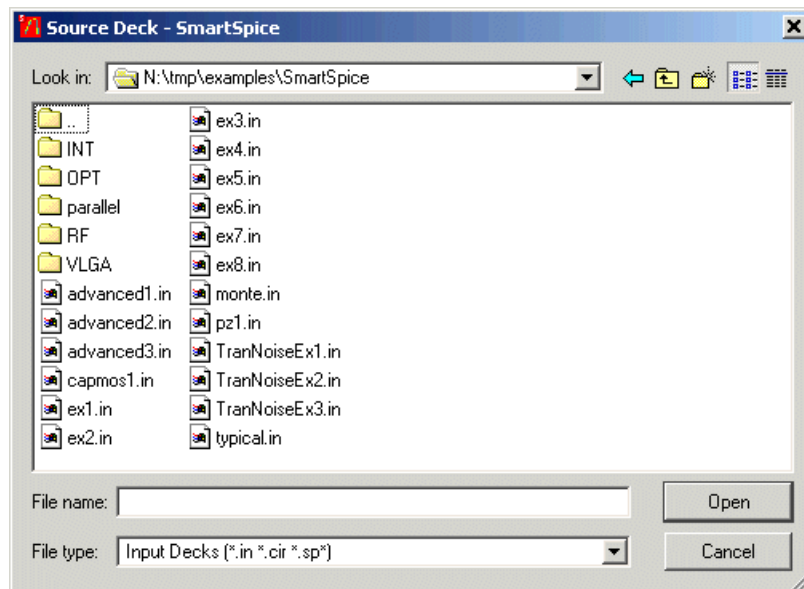 Source Deck - SmartSpice
Look in: N:\tmp\examples\SmartSpice
..
INT
OPT
parallel
RF
VLGA
advanced1.in
advanced2.in
advanced3.in
capmos1.in
ex1.in
ex2.in
ex3.in
ex4.in
ex5.in
ex6.in
ex7.in
ex8.in
monte.in
pz1.in
TranNoiseEx1.in
TranNoiseEx2.in
TranNoiseEx3.in
typical.in
File name:
Open
File type: Input Decks (*.in *.cir *.sp*)
Cancel